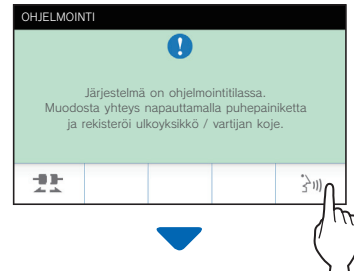 OHJELMOINTI
Järjestelmä on ohjelmointitilassa.
Muodosta yhteys napauttamalla puhepainiketta
ja rekisteröi ulkoyksikkö / vartijan koje.